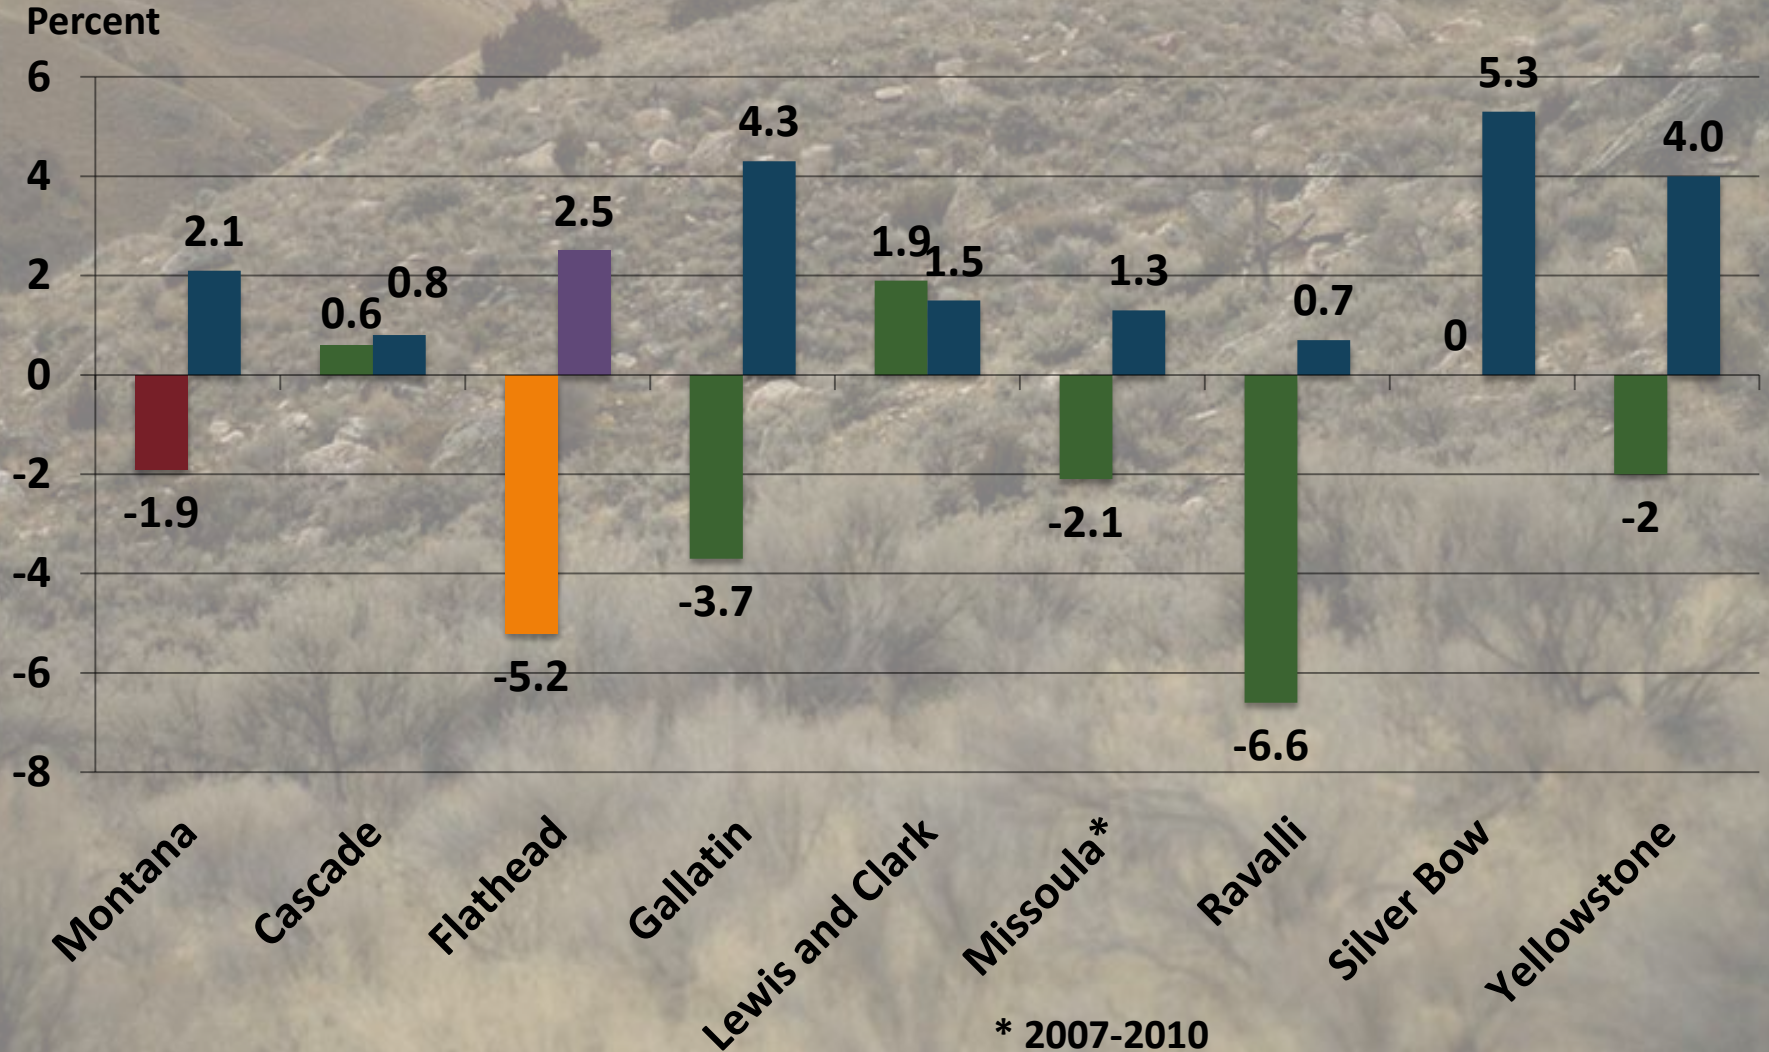 Percent
6
4
2
0
-2
-4
-6
-8
-1.9
2.1
0.6
0.8
-5.2
2.5
-3.7
4.3
1.9
1.5
-2.1
1.3
-6.6
0.7
0
5.3
-2
4.0
Montana
Cascade
Flathead
Gallatin
Lewis and Clark
Missoula*
Ravalli
Silver Bow
Yellowstone
* 2007-2010